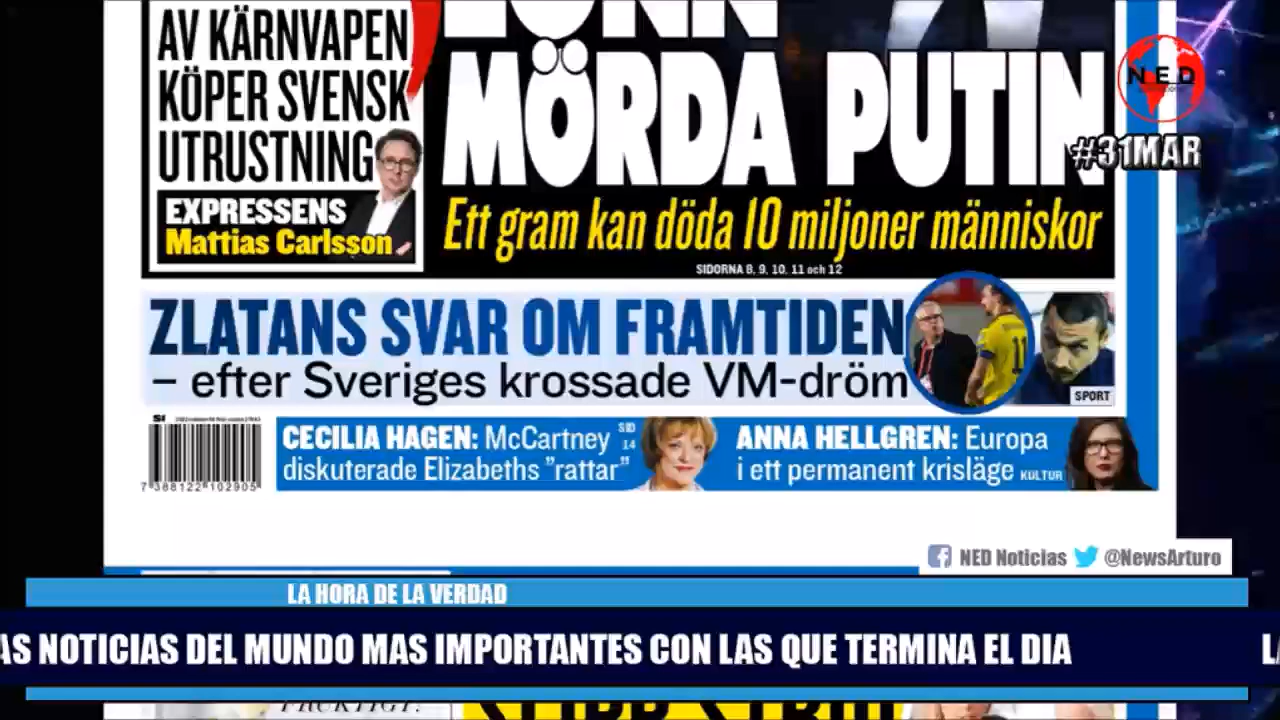 AV KÄRNVAPEN
KÖPER SVENSK
UTRUSTNING
EXPRESSENS
Mattias Carlsson
MÖRDA PUTIN
Ett gram kan döda 10 miljoner människor
SIDORNA 8, 9, 10, 11 och 12
N E D
#31MAR
ZLATANS SVAR OM FRAMTIDEN
– efter Sveriges krossade VM-dröm
SPORT
7 388122 102905
CECILIA HAGEN: McCartney
diskuterade Elizabeths ”rattar”
SID
14
ANNA HELLGREN: Europa
i ett permanent krisläge KULTUR
NED Noticias @NewsArturo
LA HORA DE LA VERDAD
AS NOTICIAS DEL MUNDO MAS IMPORTANTES CON LAS QUE TERMINA EL DIA